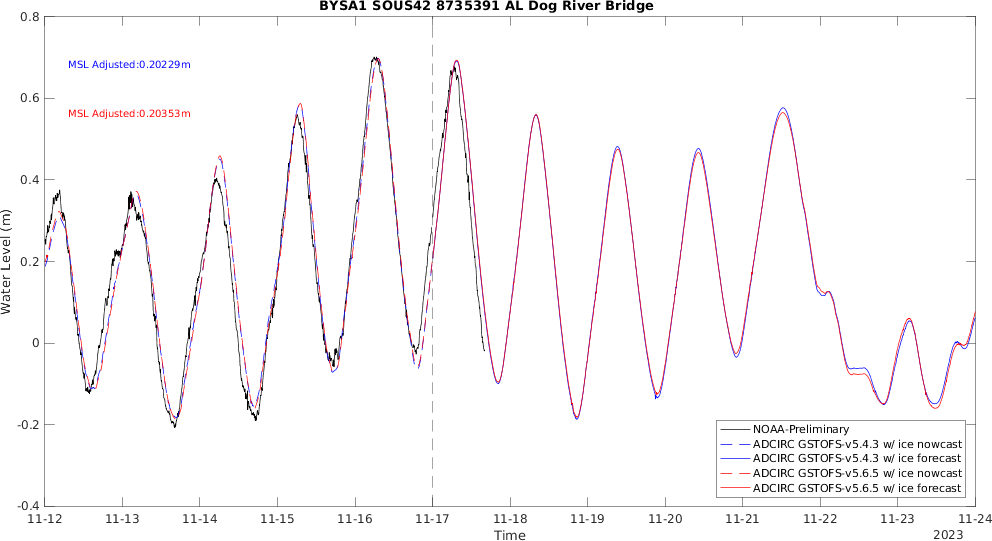 BYSA1 SOUS42 8735391 AL Dog River Bridge
MSL Adjusted:0.20229m
MSL Adjusted:0.20353m
Water Level (m)
0.8
0.6
0.4
0.2
0
-0.2
-0.4
NOAA-Preliminary
ADCIRC GSTOFS-v5.4.3 w/ ice nowcast
ADCIRC GSTOFS-v5.4.3 w/ ice forecast
ADCIRC GSTOFS-v5.6.5 w/ ice nowcast
ADCIRC GSTOFS-v5.6.5 w/ ice forecast
11-12 11-13 11-14 11-15 11-16 11-17 11-18 11-19 11-20 11-21 11-22 11-23 11-24
Time
2023